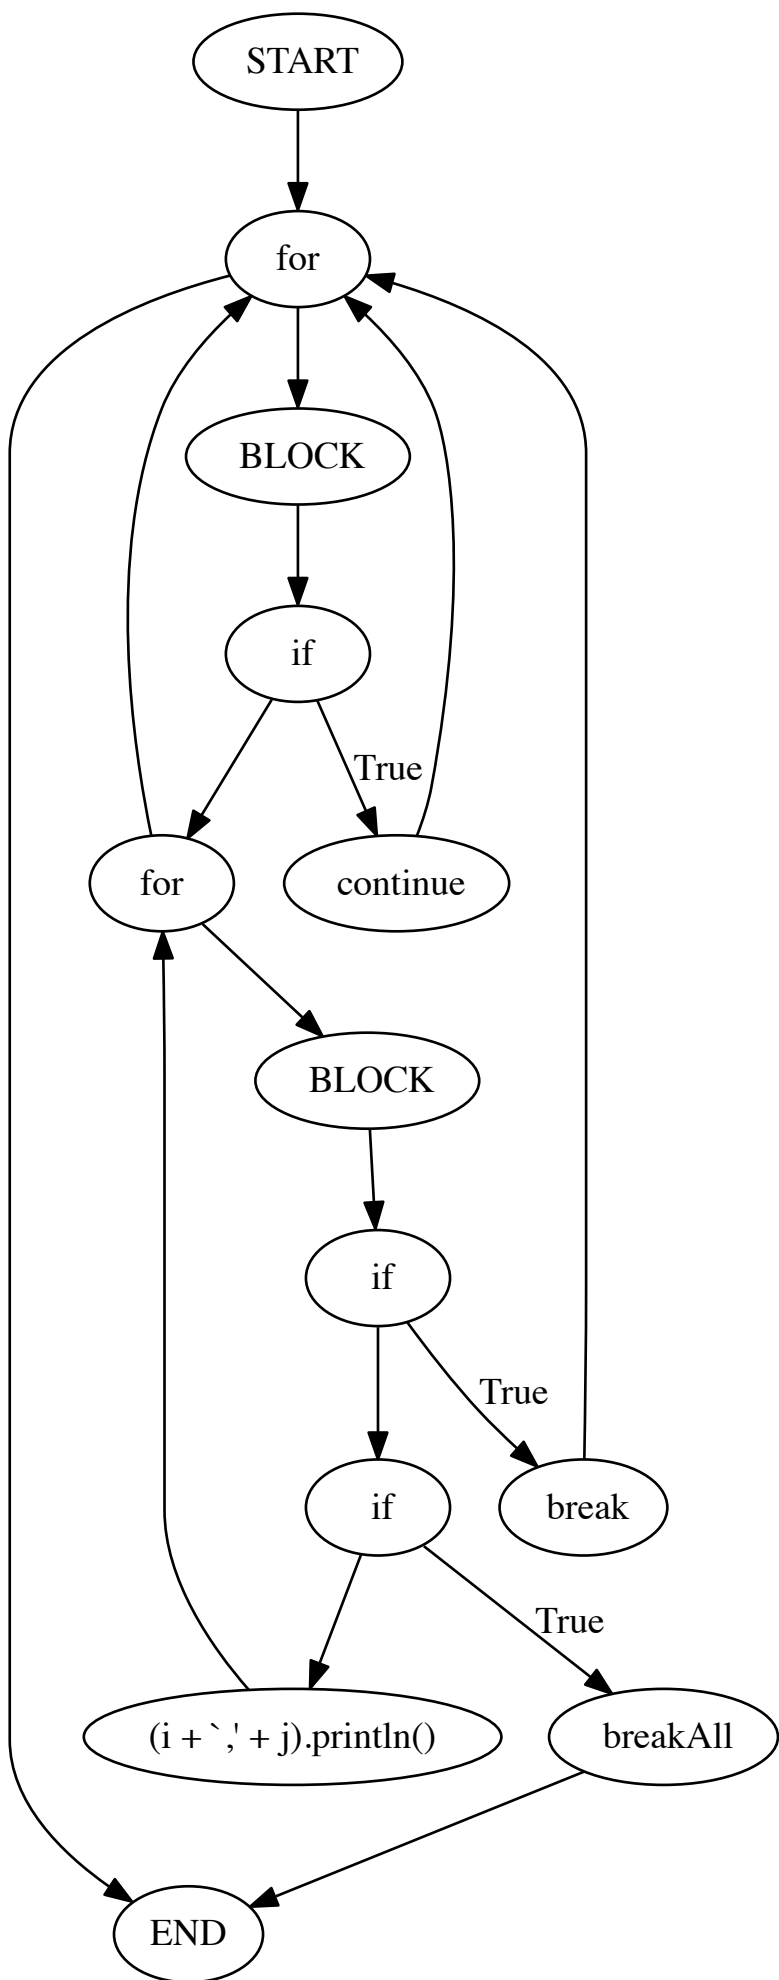 START
for
BLOCK
if
True
for
continue
BLOCK
if
True
if
break
True
(i + `,' + j).println()
breakAll
END